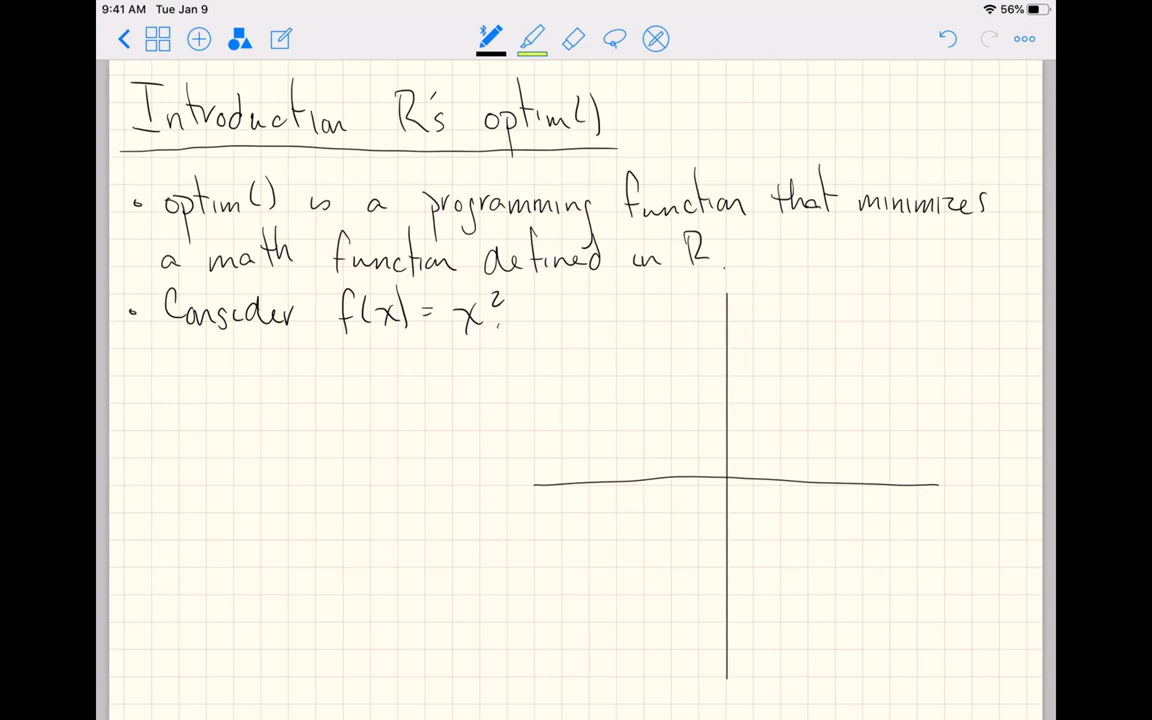 9:41 AM Tue Jan 9 56%
Introduction R's optim()
• optim() is a programming function that minimizes
a math function defined in R.
• Consider f(x) = x².